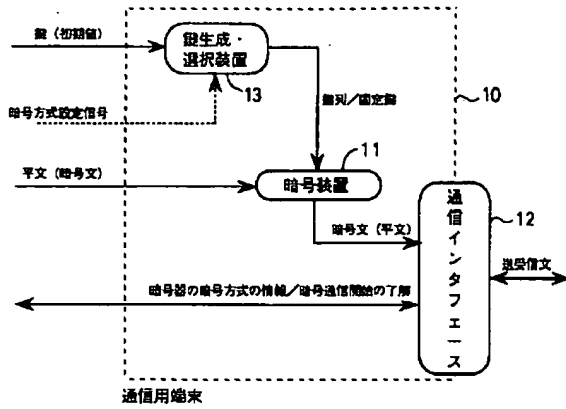 鍵（初期値）
鍵生成・
選択装置
13
暗号方式設定信号
鍵列／固定鍵
10
11
平文（暗号文）
暗号装置
暗号文（平文）
通信インタフェース
12
送受信文
暗号器の暗号方式の情報／暗号通信開始の了解
通信用端末